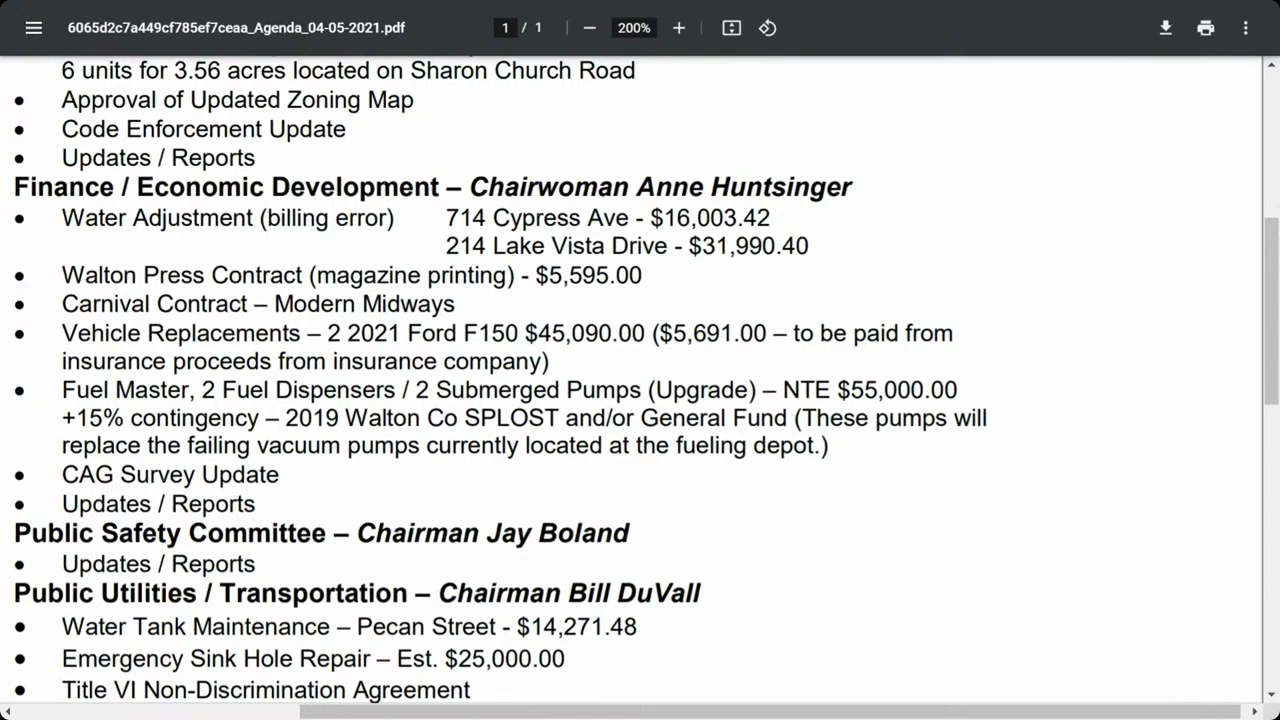 6065d2c7a449cf785ef7ceaa_Agenda_04-05-2021.pdf 1 / 1 200%
6 units for 3.56 acres located on Sharon Church Road
• Approval of Updated Zoning Map
• Code Enforcement Update
• Updates / Reports
Finance / Economic Development – Chairwoman Anne Huntsinger
• Water Adjustment (billing error) 714 Cypress Ave - $16,003.42
214 Lake Vista Drive - $31,990.40
• Walton Press Contract (magazine printing) - $5,595.00
• Carnival Contract – Modern Midways
• Vehicle Replacements – 2 2021 Ford F150 $45,090.00 ($5,691.00 – to be paid from
insurance proceeds from insurance company)
• Fuel Master, 2 Fuel Dispensers / 2 Submerged Pumps (Upgrade) – NTE $55,000.00
+15% contingency – 2019 Walton Co SPLOST and/or General Fund (These pumps will
replace the failing vacuum pumps currently located at the fueling depot.)
• CAG Survey Update
• Updates / Reports
Public Safety Committee – Chairman Jay Boland
• Updates / Reports
Public Utilities / Transportation – Chairman Bill DuVall
• Water Tank Maintenance – Pecan Street - $14,271.48
• Emergency Sink Hole Repair – Est. $25,000.00
• Title VI Non-Discrimination Agreement